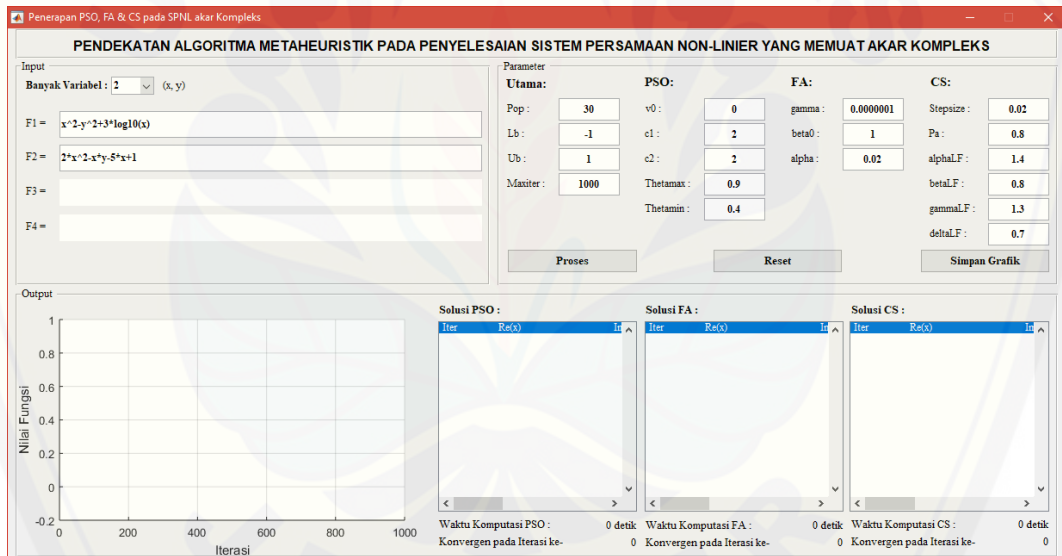 Penerapan PSO, FA & CS pada SPNL akar Kompleks
PENDEKATAN ALGORITMA METAHEURISTIK PADA PENYELESAIAN SISTEM PERSAMAAN NON-LINIER YANG MEMUAT AKAR KOMPLEKS
Input
Banyak Variabel : 2 (x, y)
F1 = x^2-y^2+3*log10(x)
F2 = 2*x^2-x*y-5*x+1
F3 =
F4 =
Parameter
Utama: PSO: FA: CS:
Pop : 30 v0 : 0 gamma : 0.0000001 Stepsize : 0.02
Lb : -1 c1 : 2 beta0 : 1 Pa : 0.8
Ub : 1 c2 : 2 alpha : 0.02 alphaLF : 1.4
Maxiter : 1000 Thetamax : 0.9 betaLF : 0.8
Thetamin : 0.4 gammaLF : 1.3
deltaLF : 0.7
Proses Reset Simpan Grafik
Output
1
0.8
0.6
0.4
0.2
0
-0.2
Nilai Fungsi
0 200 400 600 800 1000
Iterasi
Solusi PSO :
Iter Re(x) In
Waktu Komputasi PSO : 0 detik
Konvergen pada Iterasi ke- 0
Solusi FA :
Iter Re(x) In
Waktu Komputasi FA : 0 detik
Konvergen pada Iterasi ke- 0
Solusi CS :
Iter Re(x) In
Waktu Komputasi CS : 0 detik
Konvergen pada Iterasi ke- 0